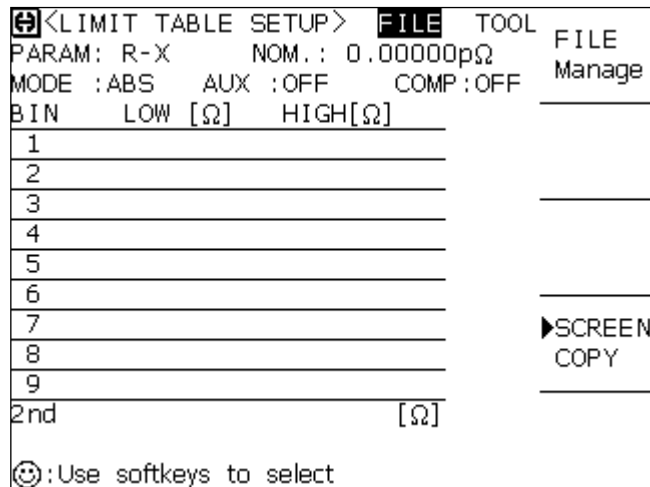 <LIMIT TABLE SETUP> FILE TOOL
PARAM: R-X NOM.: 0.00000pΩ
MODE :ABS AUX :OFF COMP:OFF
BIN LOW [Ω] HIGH[Ω]
1
2
3
4
5
6
7
8
9
2nd [Ω]
:Use softkeys to select
FILE
Manage
▶SCREEN
COPY